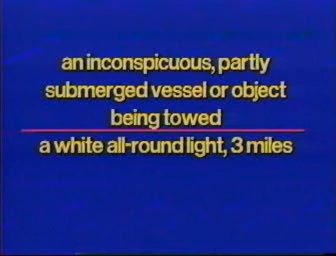 an inconspicuous, partly
submerged vessel or object
being towed
a white all-round light, 3 miles